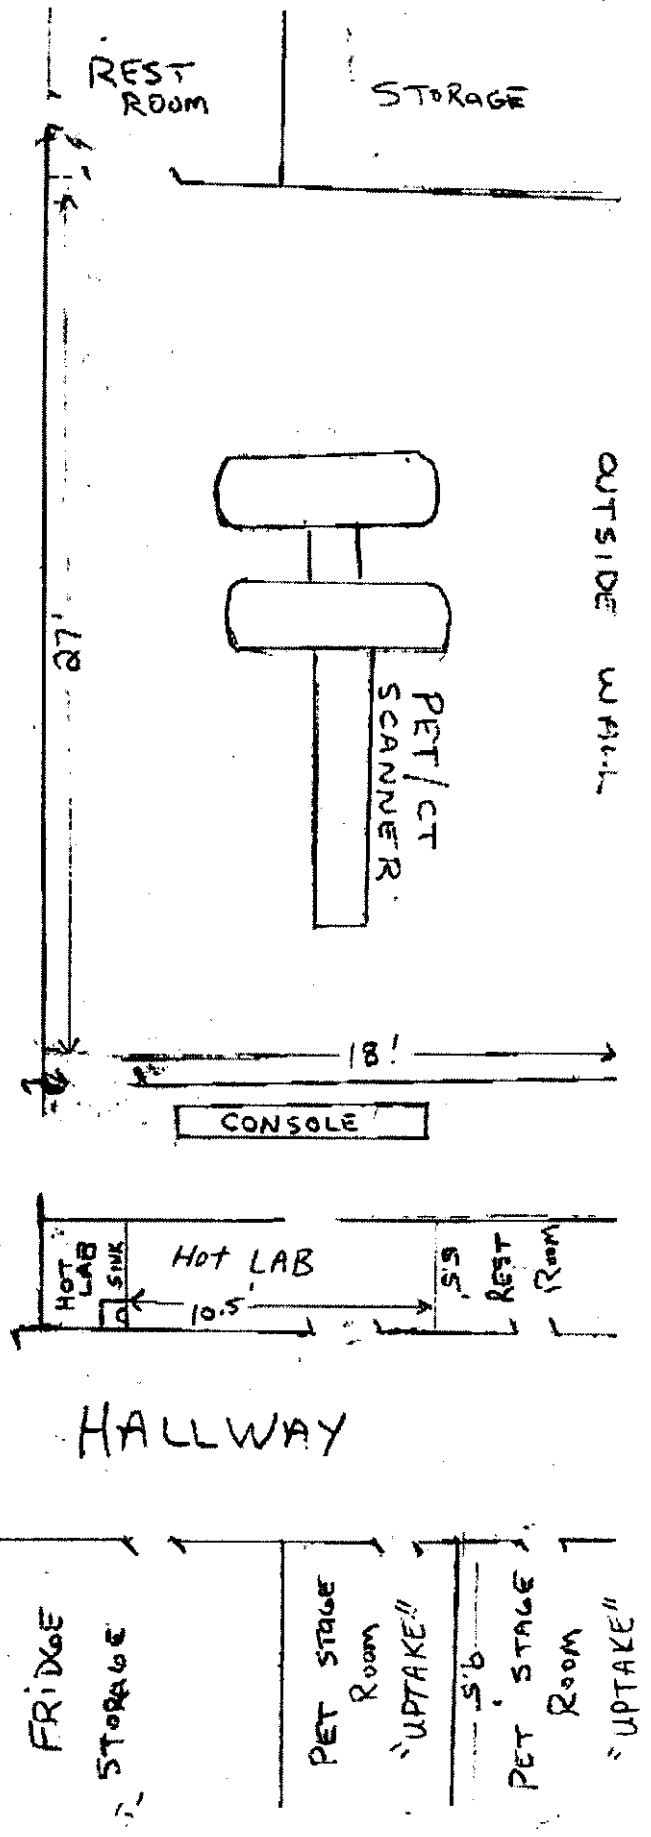 REST
ROOM
STORAGE
27'
OUTSIDE WALL
PET/CT
SCANNER
18'
CONSOLE
HOT
LAB
SINK
HOT LAB
10.5'
5.5'
REST
ROOM
HALLWAY
FRIDGE
STORAGE
PET STAGE
ROOM
"UPTAKE"
9.5'
PET STAGE
ROOM
"UPTAKE"